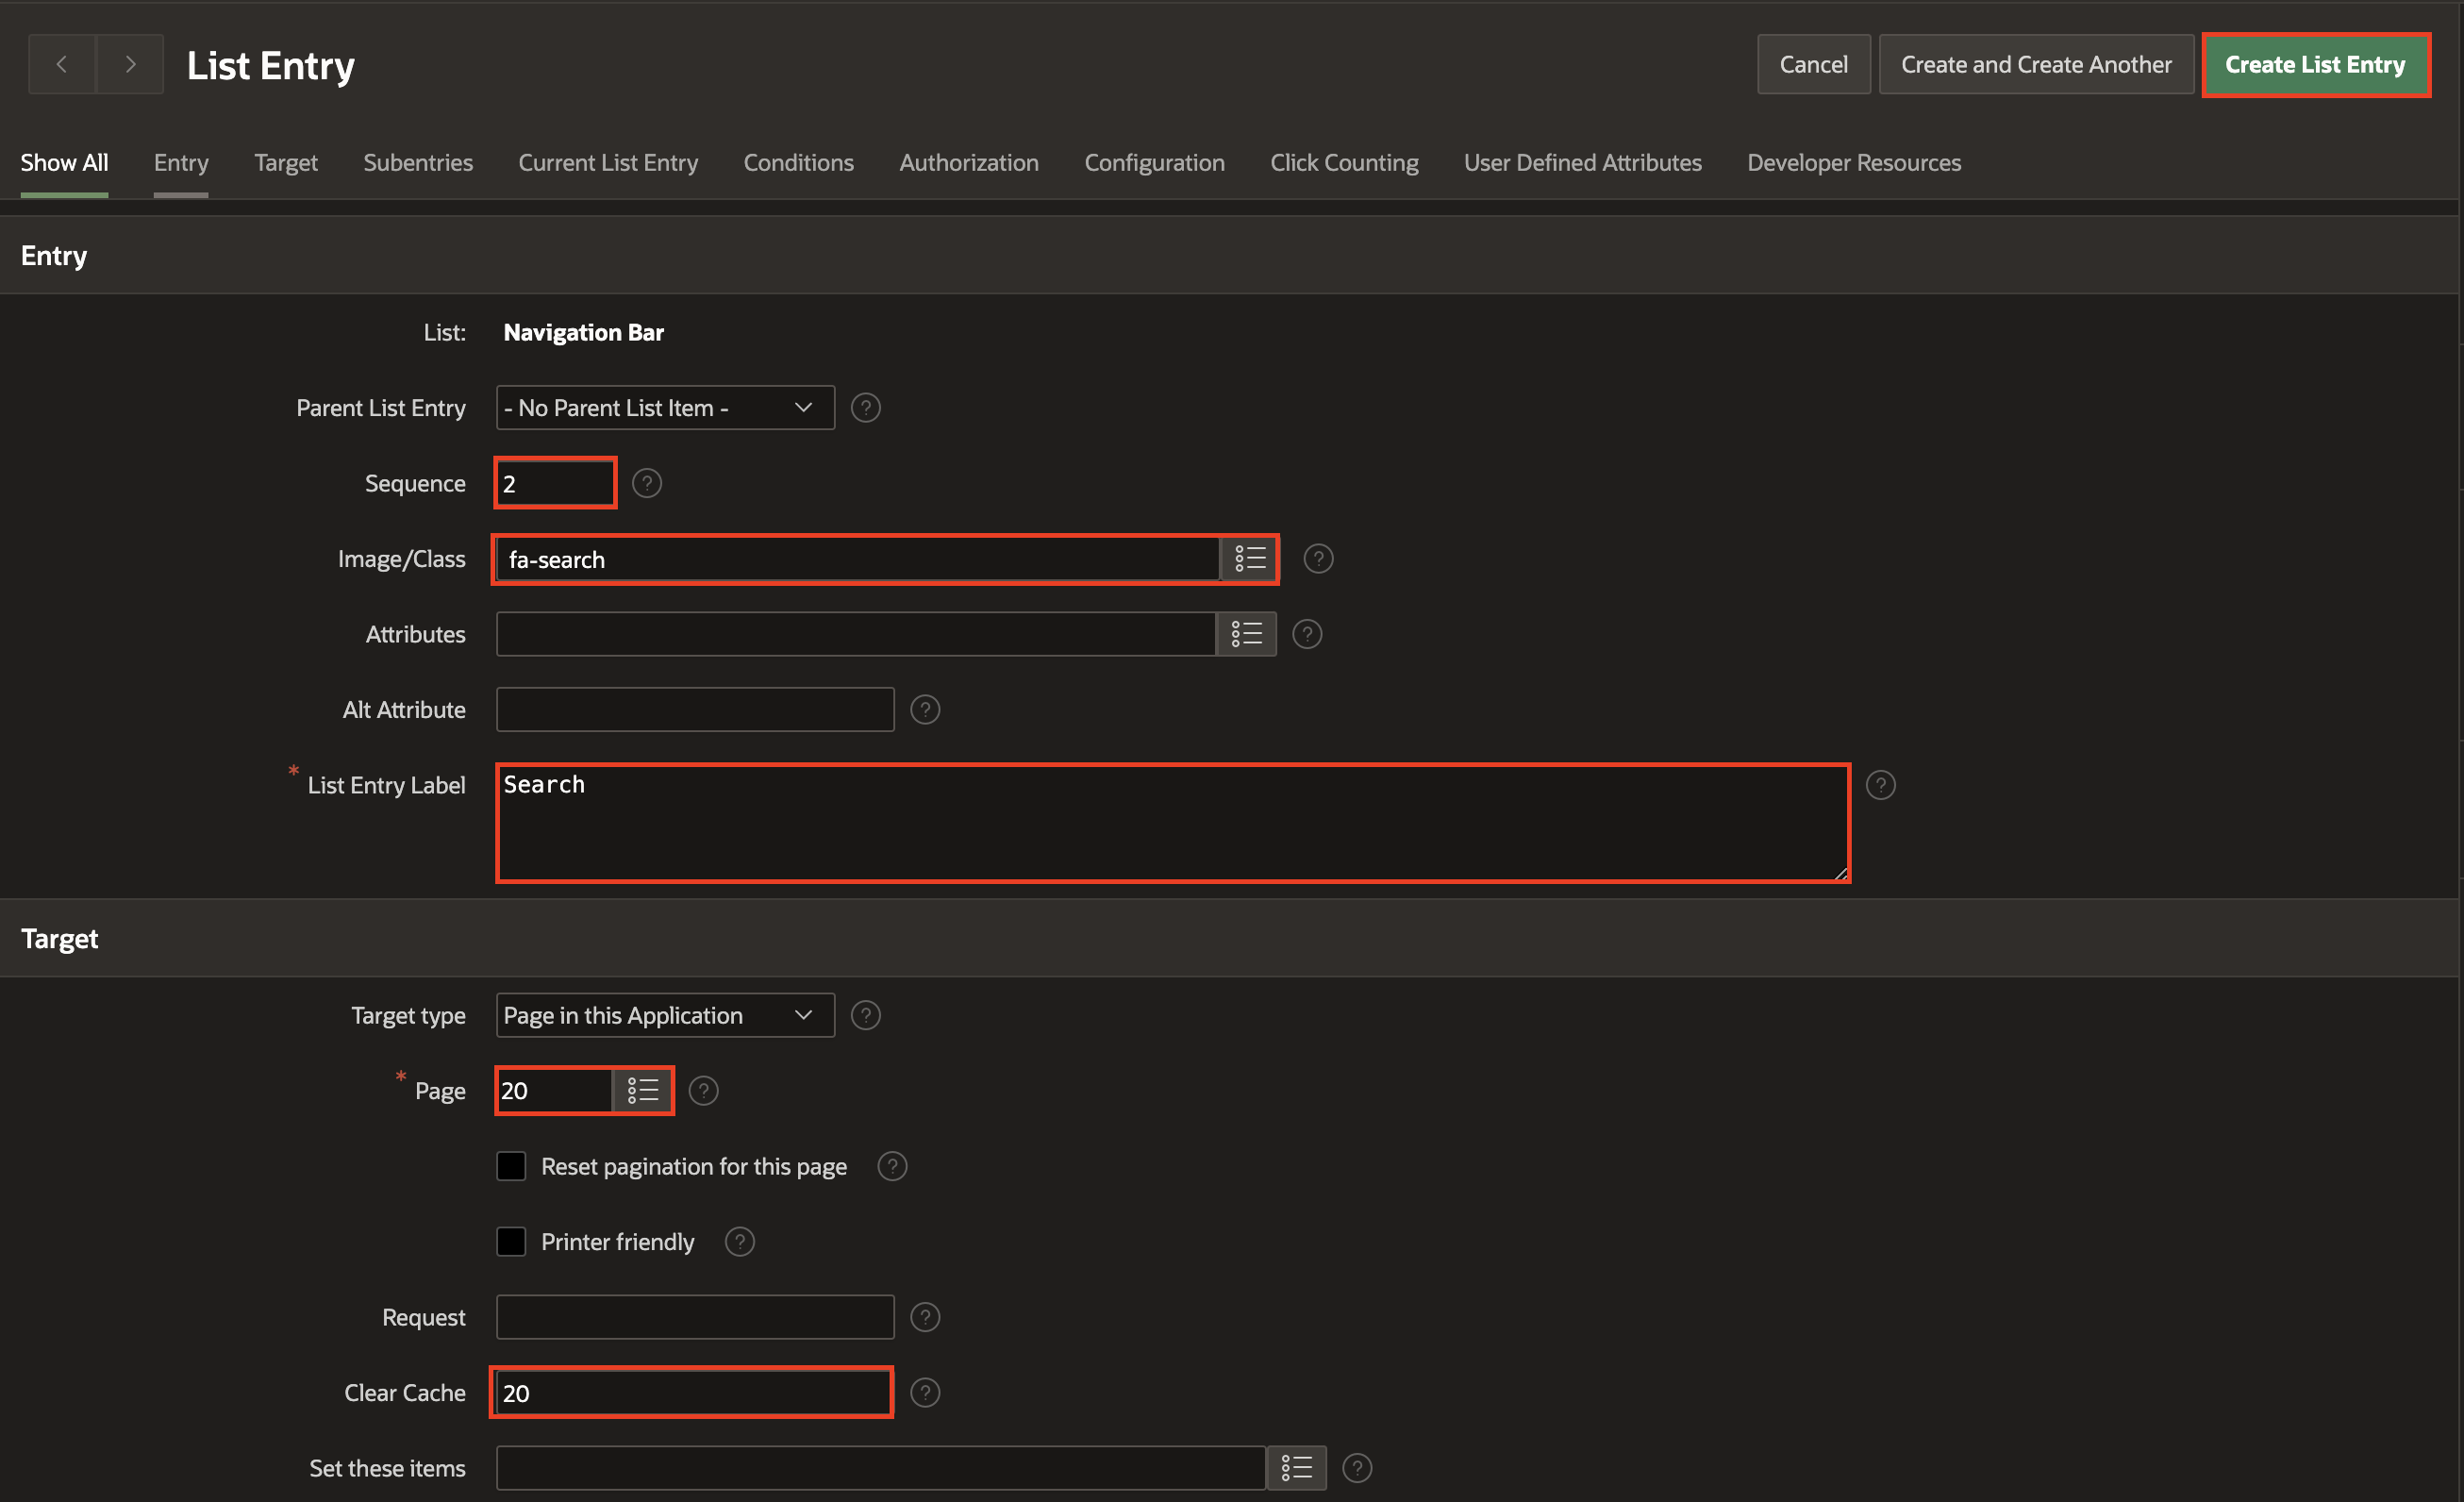 List Entry
Cancel
Create and Create Another
Create List Entry
Show All Entry Target Subentries Current List Entry Conditions Authorization Configuration Click Counting User Defined Attributes Developer Resources
Entry
List: Navigation Bar
Parent List Entry - No Parent List Item - ?
Sequence 2 ?
Image/Class fa-search ?
Attributes ?
Alt Attribute ?
* List Entry Label Search ?
Target
Target type Page in this Application ?
* Page 20 ?
Reset pagination for this page ?
Printer friendly ?
Request ?
Clear Cache 20 ?
Set these items ?